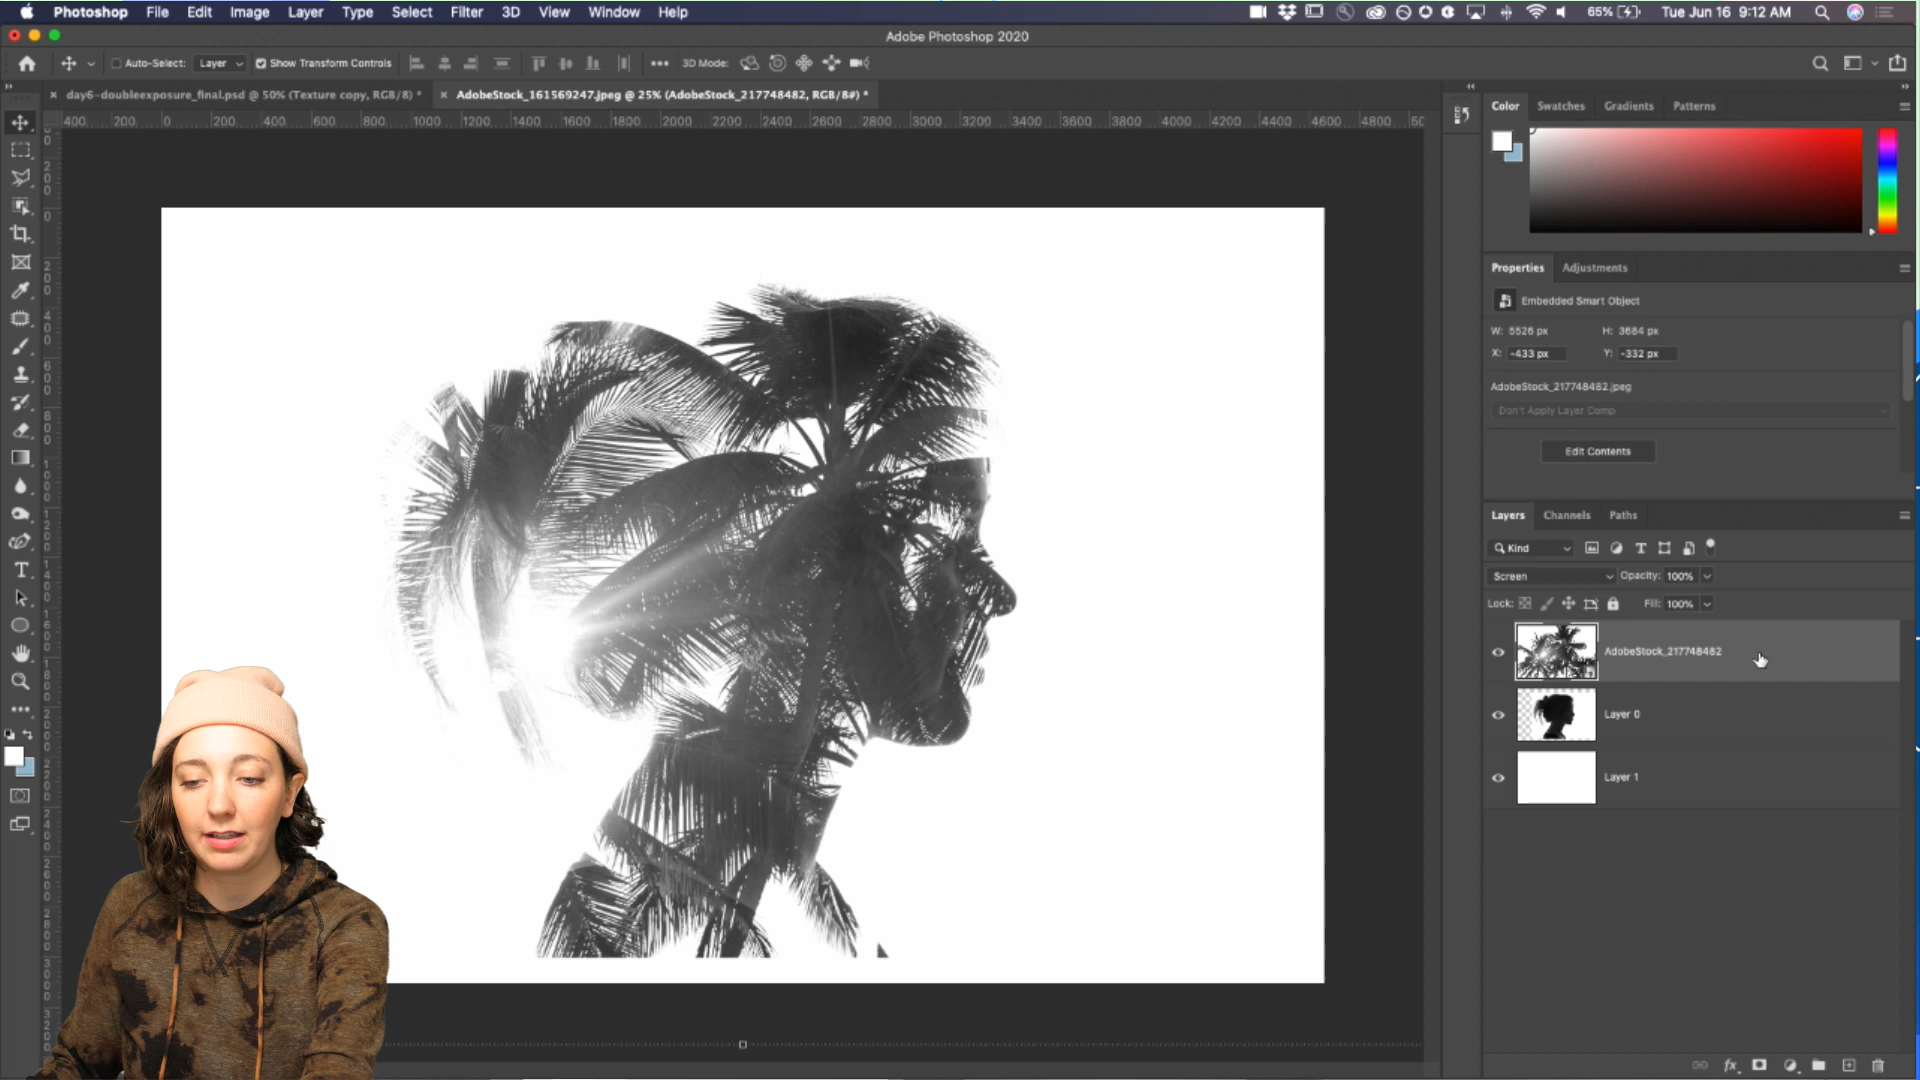 Photoshop File Edit Image Layer Type Select Filter 3D View Window Help 65% Tue Jun 16 9:12 AM
Adobe Photoshop 2020
Auto-Select: Layer Show Transform Controls 3D Mode:
day6-doubleexposure_final.psd @ 50% (Texture copy, RGB/8) * AdobeStock_161569247.jpeg @ 25% (AdobeStock_217748482, RGB/8#) *
400 200 0 200 400 600 800 1000 1200 1400 1600 1800 2000 2200 2400 2600 2800 3000 3200 3400 3600 3800 4000 4200 4400 4600 4800
Color Swatches Gradients Patterns
Properties Adjustments
Embedded Smart Object
W: 5526 px H: 3684 px
X: -433 px Y: -332 px
AdobeStock_217748482.jpeg
Don't Apply Layer Comp
Edit Contents
Layers Channels Paths
Kind
Screen Opacity: 100%
Lock: Fill: 100%
AdobeStock_217748482
Layer 0
Layer 1